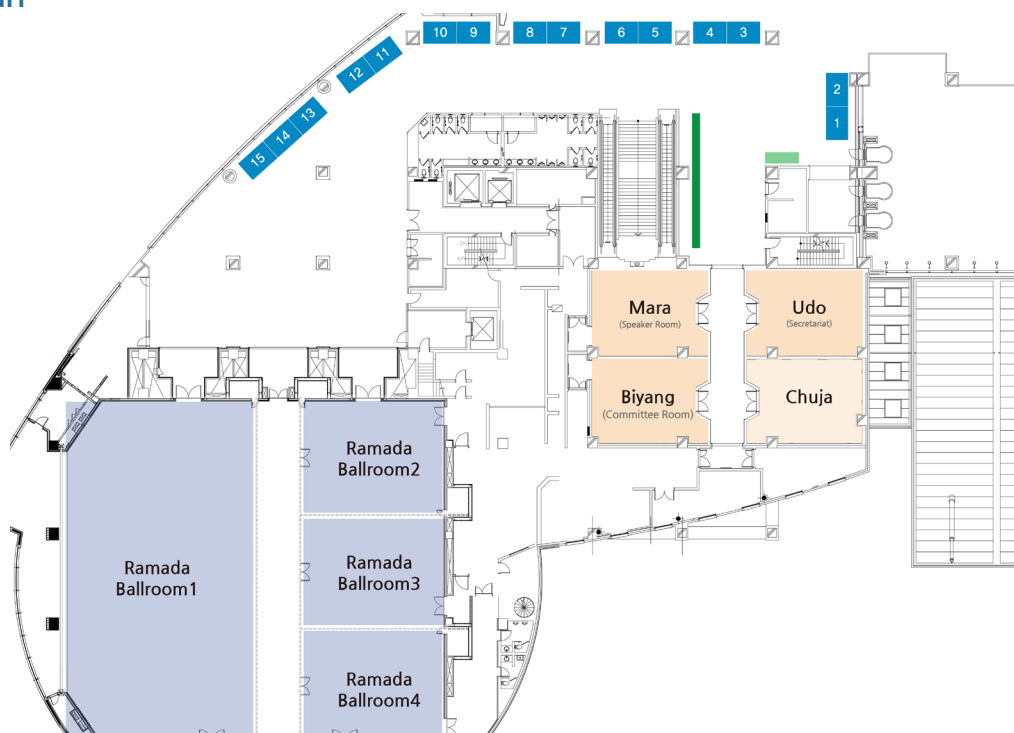 10 9 8 7 6 5 4 3
12 11
2
1
15 14 13
Mara
(Speaker Room)
Udo
(Secretariat)
Biyang
(Committee Room)
Chuja
Ramada
Ballroom2
Ramada
Ballroom1
Ramada
Ballroom3
Ramada
Ballroom4